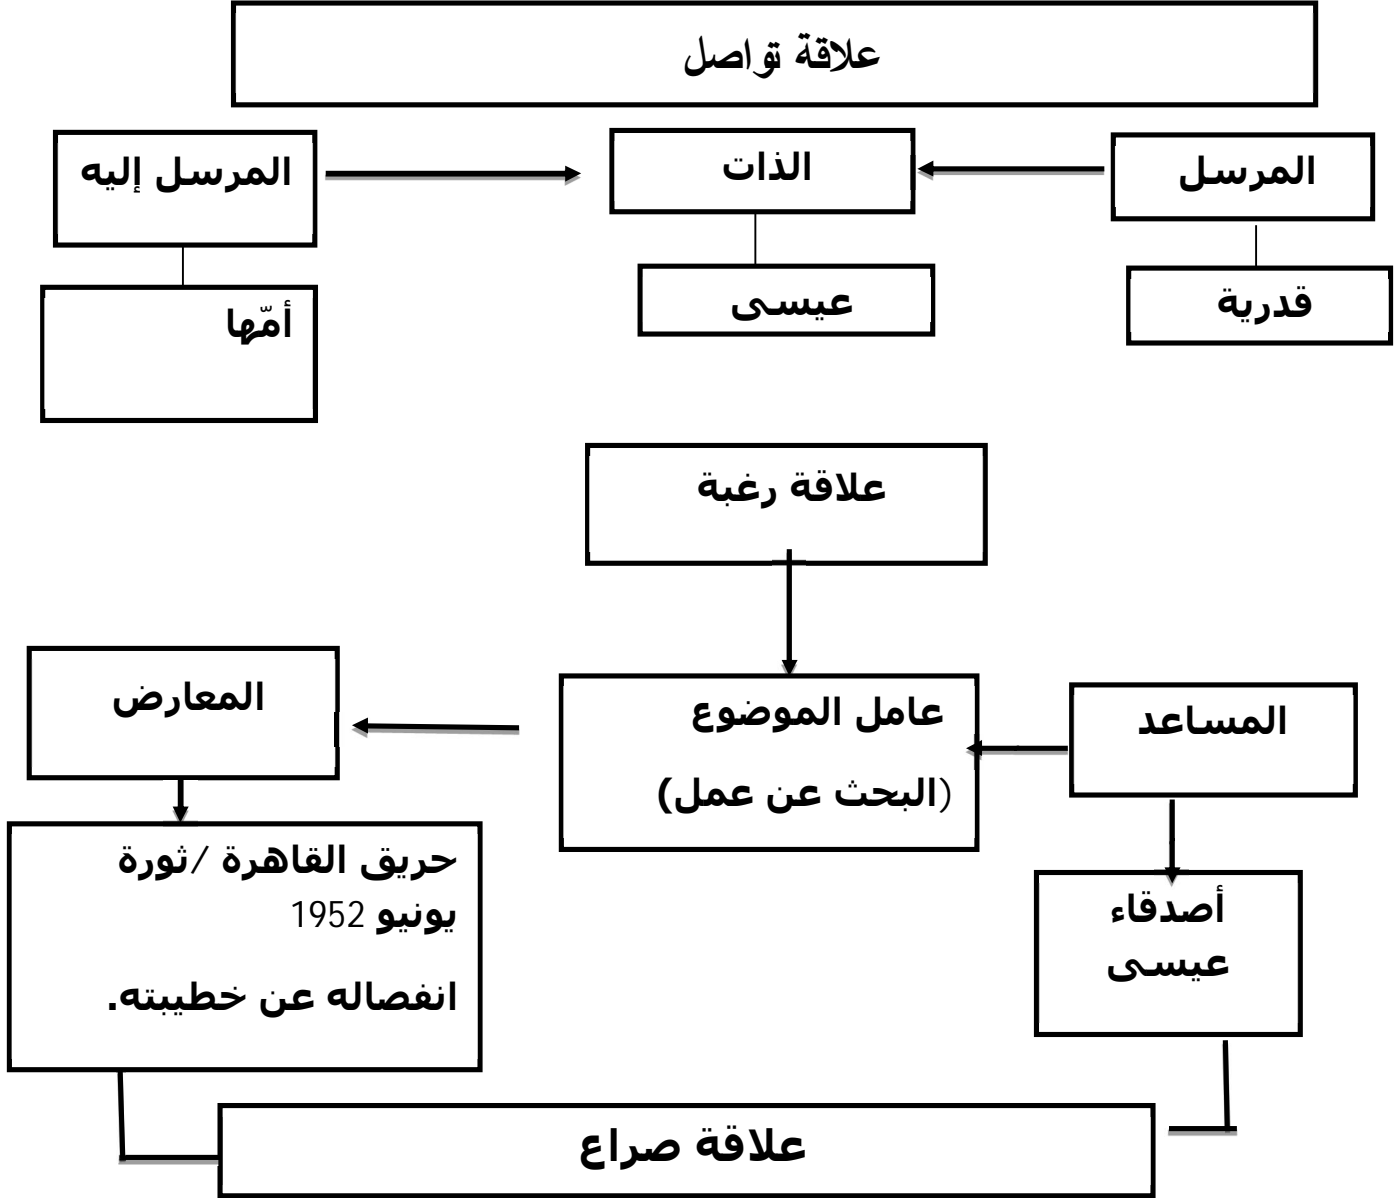 علاقة تواصل
المرسل
الذات
المرسل إليه
قدرية
عيسى
أمّها
علاقة رغبة
المساعد
عامل الموضوع
(البحث عن عمل)
المعارض
أصدقاء
عيسى
حريق القاهرة /ثورة
يونيو 1952
انفصاله عن خطيبته.
علاقة صراع